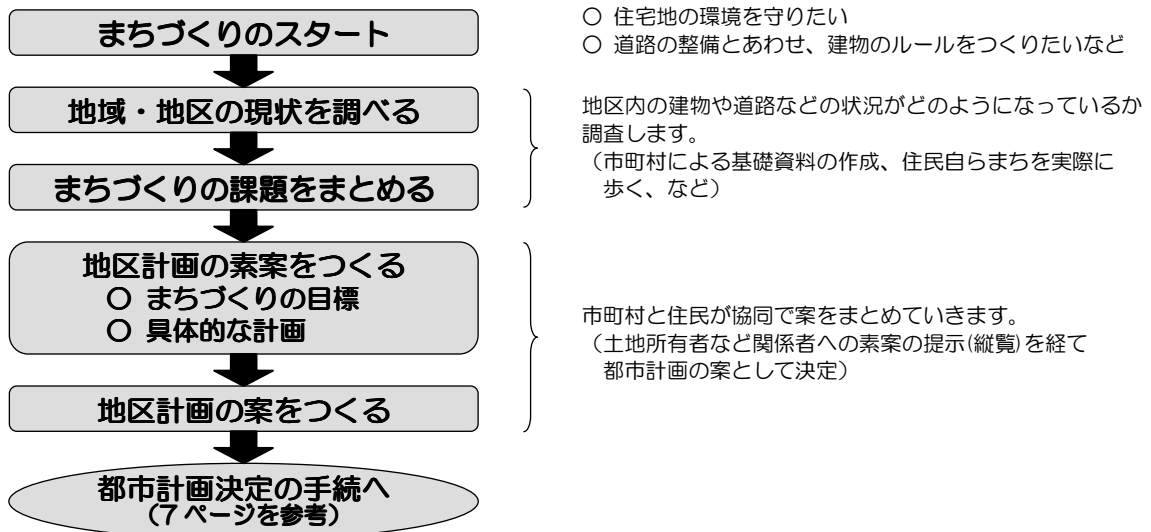 まちづくりのスタート
○ 住宅地の環境を守りたい
○ 道路の整備とあわせ、建物のルールをつくりたいなど
地域・地区の現状を調べる
まちづくりの課題をまとめる
地区内の建物や道路などの状況がどのようになっているか
調査します。
（市町村による基礎資料の作成、住民自らまちを実際に
歩く、など）
地区計画の素案をつくる
○ まちづくりの目標
○ 具体的な計画
地区計画の案をつくる
市町村と住民が協同で案をまとめていきます。
（土地所有者など関係者への素案の提示(縦覧)を経て
都市計画の案として決定）
都市計画決定の手続へ
（7 ページを参考）